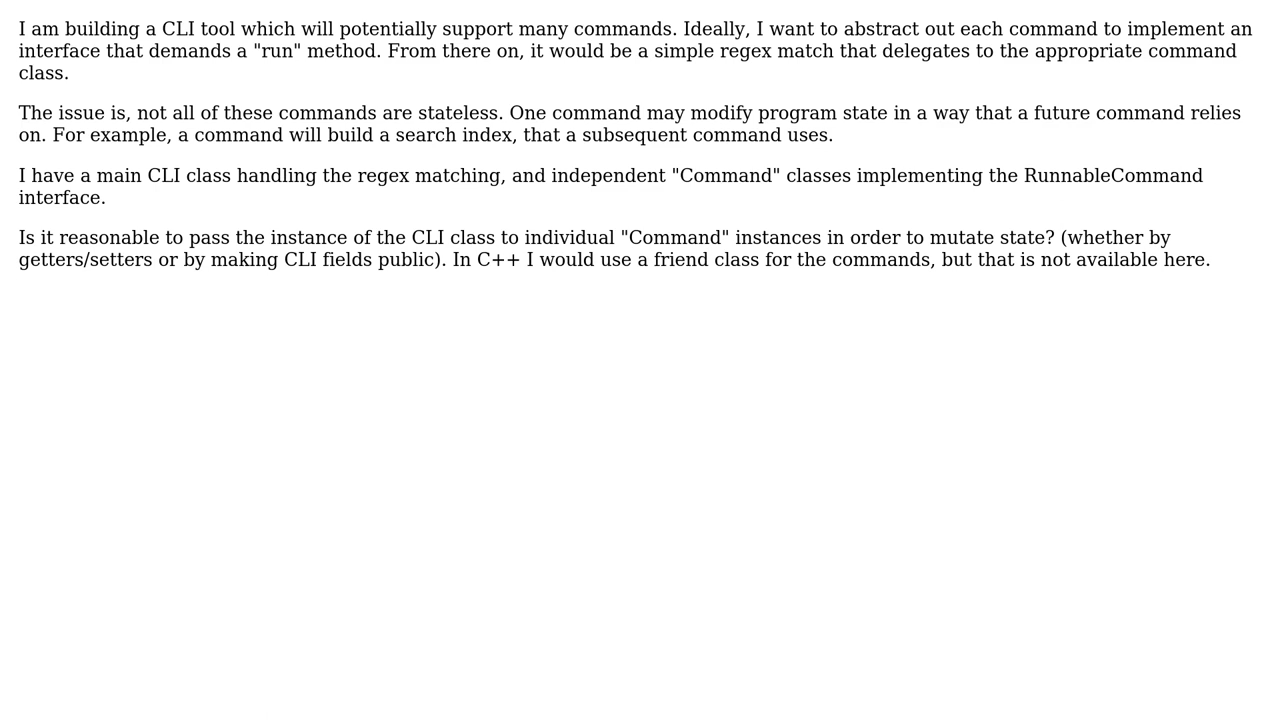 I am building a CLI tool which will potentially support many commands. Ideally, I want to abstract out each command to implement an
interface that demands a "run" method. From there on, it would be a simple regex match that delegates to the appropriate command
class.
The issue is, not all of these commands are stateless. One command may modify program state in a way that a future command relies
on. For example, a command will build a search index, that a subsequent command uses.
I have a main CLI class handling the regex matching, and independent "Command" classes implementing the RunnableCommand
interface.
Is it reasonable to pass the instance of the CLI class to individual "Command" instances in order to mutate state? (whether by
getters/setters or by making CLI fields public). In C++ I would use a friend class for the commands, but that is not available here.